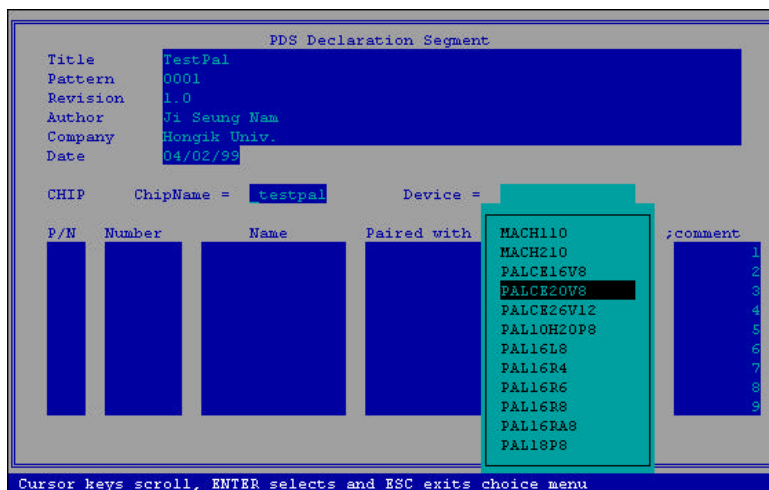 PDS Declaration Segment
Title TestPal
Pattern 0001
Revision 1.0
Author Ji Seung Nam
Company Hongik Univ.
Date 04/02/99
CHIP ChipName = _testpal Device =
P/N Number Name Paired with ;comment
MACH110
MACH210
PALCE16V8
PALCE20V8
PALCE26V12
PAL10H20P8
PAL16L8
PAL16R4
PAL16R6
PAL16R8
PAL16RA8
PAL18P8
1
2
3
4
5
6
7
8
9
Cursor keys scroll, ENTER selects and ESC exits choice menu